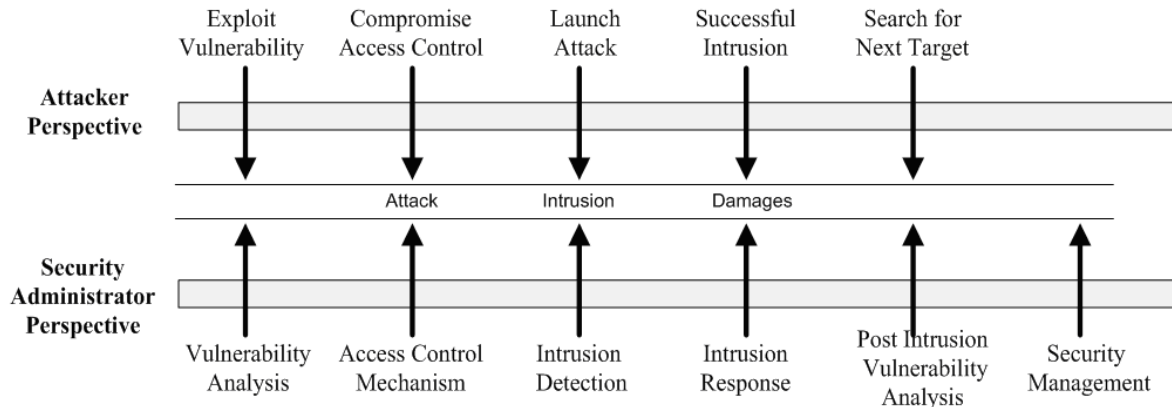 Exploit
Vulnerability
Compromise
Access Control
Launch
Attack
Successful
Intrusion
Search for
Next Target
Attacker
Perspective
Attack
Intrusion
Damages
Security
Administrator
Perspective
Vulnerability
Analysis
Access Control
Mechanism
Intrusion
Detection
Intrusion
Response
Post Intrusion
Vulnerability
Analysis
Security
Management